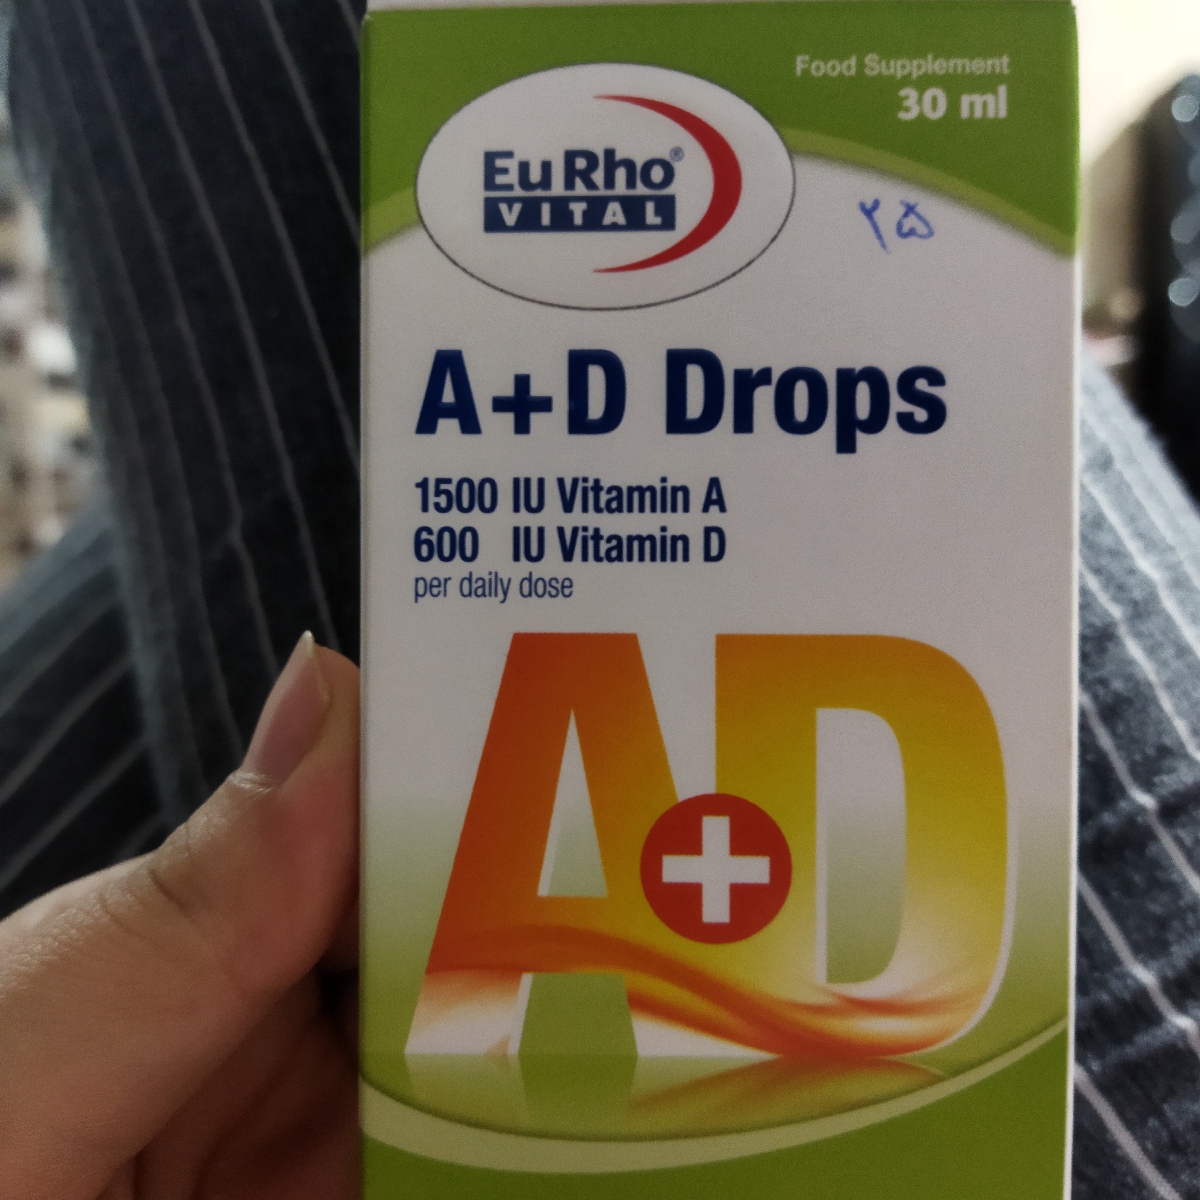 Food Supplement
30 ml
EuRho®
VITAL
۲۵
A+D Drops
1500 IU Vitamin A
600 IU Vitamin D
per daily dose
A+D